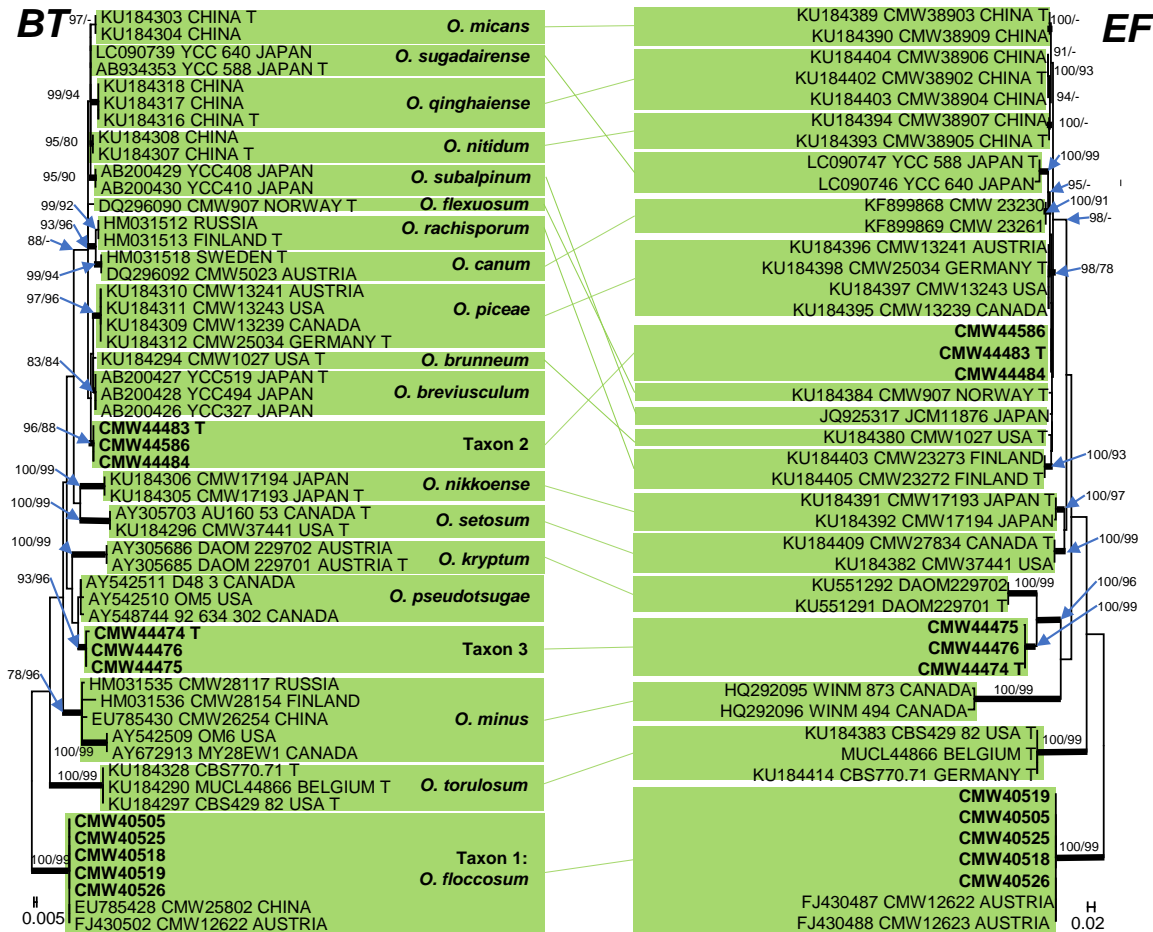 BT
97/-
KU184303 CHINA T
KU184304 CHINA
O. micans
LC090739 YCC 640 JAPAN
AB934353 YCC 588 JAPAN T
O. sugadairense
99/94
KU184318 CHINA
KU184317 CHINA
KU184316 CHINA T
O. qinghaiense
95/80
KU184308 CHINA
KU184307 CHINA T
O. nitidum
95/90
AB200429 YCC408 JAPAN
AB200430 YCC410 JAPAN
O. subalpinum
99/92
DQ296090 CMW907 NORWAY T
O. flexuosum
93/96
88/-
HM031512 RUSSIA
HM031513 FINLAND T
O. rachisporum
99/94
HM031518 SWEDEN T
DQ296092 CMW5023 AUSTRIA
O. canum
97/96
KU184310 CMW13241 AUSTRIA
KU184311 CMW13243 USA
KU184309 CMW13239 CANADA
KU184312 CMW25034 GERMANY T
O. piceae
KU184294 CMW1027 USA T
O. brunneum
83/84
AB200427 YCC519 JAPAN T
AB200428 YCC494 JAPAN
AB200426 YCC327 JAPAN
O. breviusculum
96/88
CMW44483 T
CMW44586
CMW44484
Taxon 2
100/99
KU184306 CMW17194 JAPAN
KU184305 CMW17193 JAPAN T
O. nikkoense
100/99
AY305703 AU160 53 CANADA T
KU184296 CMW37441 USA T
O. setosum
100/99
AY305686 DAOM 229702 AUSTRIA
AY305685 DAOM 229701 AUSTRIA T
O. kryptum
93/96
AY542511 D48 3 CANADA
AY542510 OM5 USA
AY548744 92 634 302 CANADA
O. pseudotsugae
CMW44474 T
CMW44476
CMW44475
Taxon 3
78/96
HM031535 CMW28117 RUSSIA
HM031536 CMW28154 FINLAND
EU785430 CMW26254 CHINA
AY542509 OM6 USA
AY672913 MY28EW1 CANADA
100/99
O. minus
100/99
KU184328 CBS770.71 T
KU184290 MUCL44866 BELGIUM T
KU184297 CBS429 82 USA T
O. torulosum
100/99
CMW40505
CMW40525
CMW40518
CMW40519
CMW40526
EU785428 CMW25802 CHINA
FJ430502 CMW12622 AUSTRIA
Taxon 1:
O. floccosum
0.005
EF
KU184389 CMW38903 CHINA T
KU184390 CMW38909 CHINA
100/-
91/-
KU184404 CMW38906 CHINA
KU184402 CMW38902 CHINA T
KU184403 CMW38904 CHINA
100/93
94/-
KU184394 CMW38907 CHINA
KU184393 CMW38905 CHINA T
100/-
LC090747 YCC 588 JAPAN T
LC090746 YCC 640 JAPAN
100/99
95/-
KF899868 CMW 23230
KF899869 CMW 23261
100/91
98/-
KU184396 CMW13241 AUSTRIA
KU184398 CMW25034 GERMANY T
KU184397 CMW13243 USA
KU184395 CMW13239 CANADA
98/78
CMW44586
CMW44483 T
CMW44484
KU184384 CMW907 NORWAY T
JQ925317 JCM11876 JAPAN
KU184380 CMW1027 USA T
KU184403 CMW23273 FINLAND
KU184405 CMW23272 FINLAND T
100/93
KU184391 CMW17193 JAPAN T
KU184392 CMW17194 JAPAN
100/97
KU184409 CMW27834 CANADA T
KU184382 CMW37441 USA
100/99
KU551292 DAOM229702
KU551291 DAOM229701 T
100/99
100/96
100/99
CMW44475
CMW44476
CMW44474 T
HQ292095 WINM 873 CANADA
HQ292096 WINM 494 CANADA
100/99
KU184383 CBS429 82 USA T
MUCL44866 BELGIUM T
KU184414 CBS770.71 GERMANY T
100/99
CMW40519
CMW40505
CMW40525
CMW40518
CMW40526
FJ430487 CMW12622 AUSTRIA
FJ430488 CMW12623 AUSTRIA
100/99
0.02